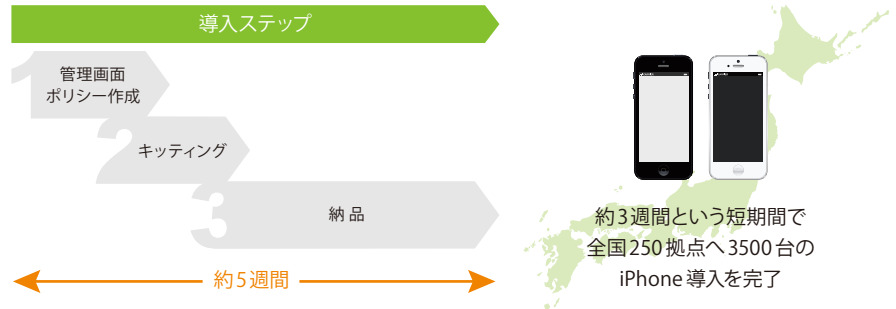 導入ステップ
1
管理画面
ポリシー作成
2
キッティング
3
納品
約5週間
約3週間という短期間で
全国250拠点へ3500台の
iPhone導入を完了